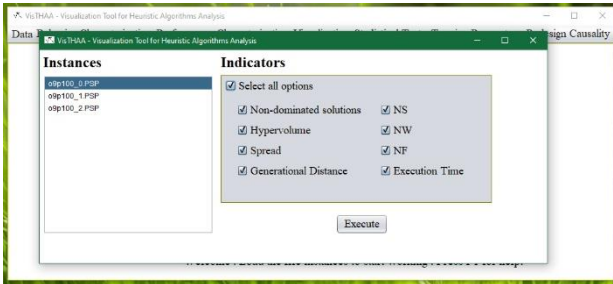 VisTHAA - Visualization Tool for Heuristic Algorithms Analysis
Data
Causality
VisTHAA - Visualization Tool for Heuristic Algorithms Analysis
Instances
Indicators
o9p100_0.PSP
o9p100_1.PSP
o9p100_2.PSP
Select all options
Non-dominated solutions
NS
Hypervolume
NW
Spread
NF
Generational Distance
Execution Time
Execute